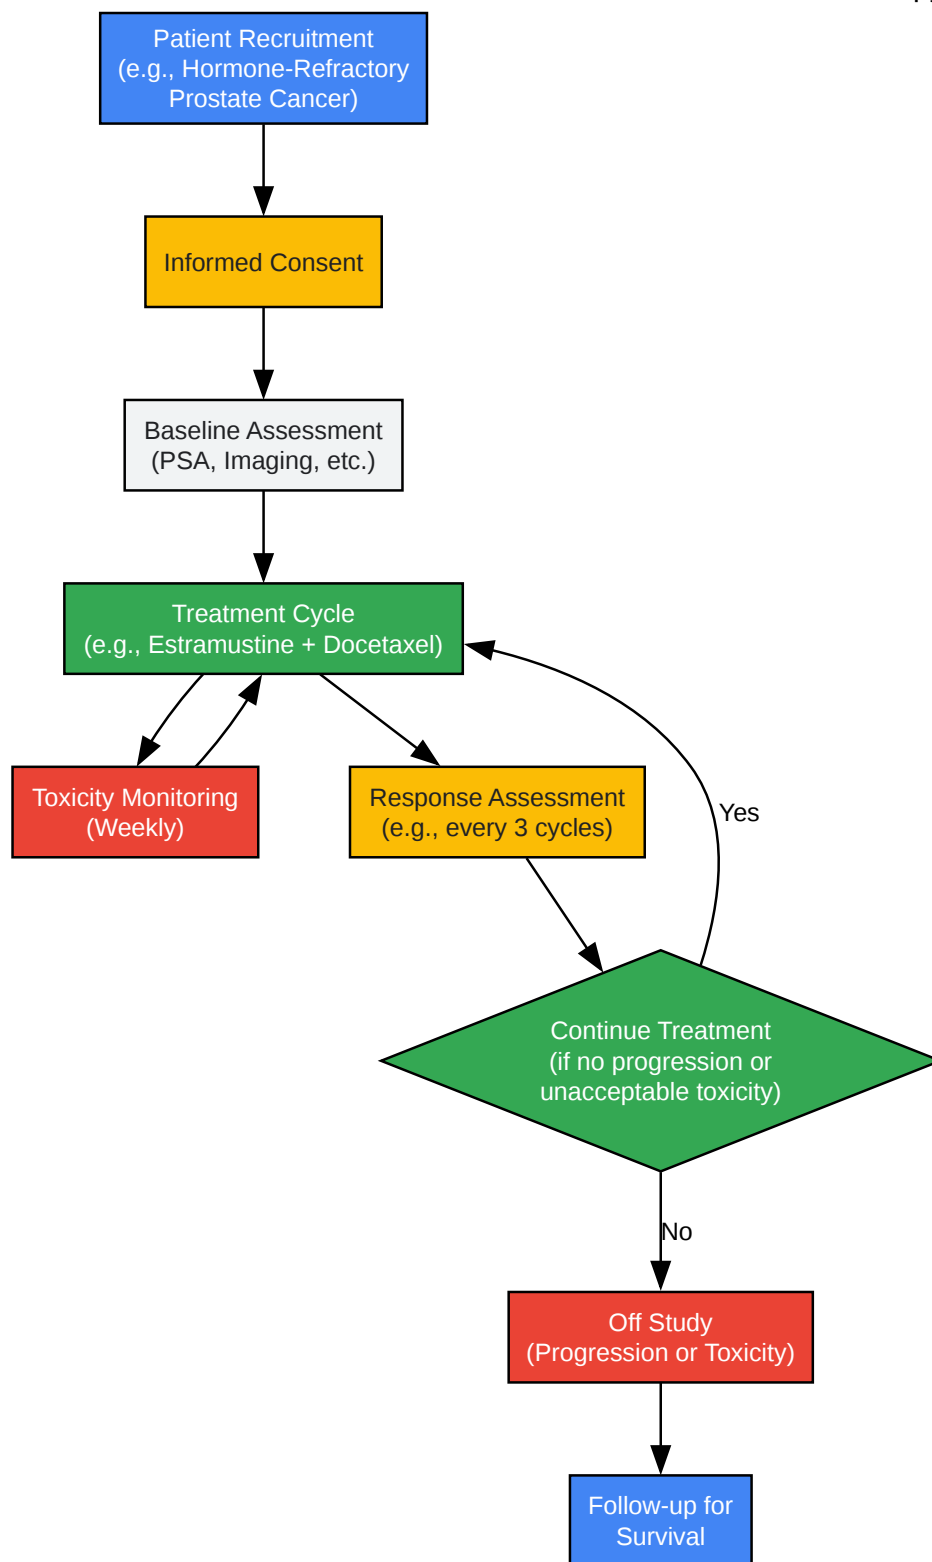 Patient Recruitment
(e.g., Hormone-Refractory
Prostate Cancer)
Informed Consent
Baseline Assessment
(PSA, Imaging, etc.)
Treatment Cycle
(e.g., Estramustine + Docetaxel)
Toxicity Monitoring
(Weekly)
Response Assessment
(e.g., every 3 cycles)
Yes
Continue Treatment
(if no progression or
unacceptable toxicity)
No
Off Study
(Progression or Toxicity)
Follow-up for
Survival